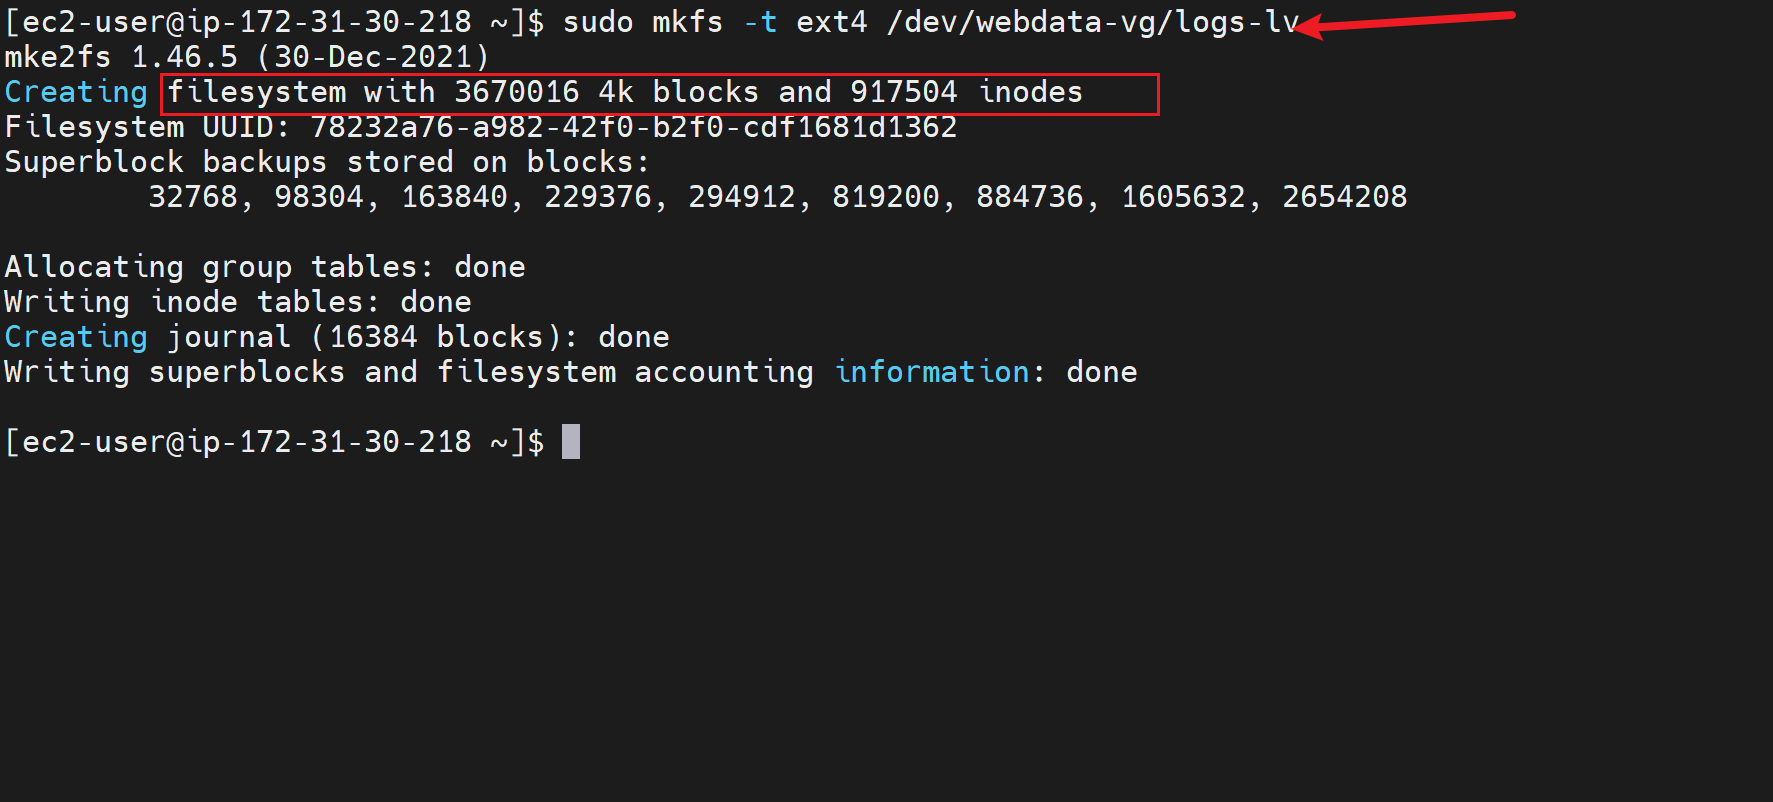 [ec2-user@ip-172-31-30-218 ~]$ sudo mkfs -t ext4 /dev/webdata-vg/logs-lv
mke2fs 1.46.5 (30-Dec-2021)
Creating filesystem with 3670016 4k blocks and 917504 inodes
Filesystem UUID: 78232a76-a982-42f0-b2f0-cdf1681d1362
Superblock backups stored on blocks:
        32768, 98304, 163840, 229376, 294912, 819200, 884736, 1605632, 2654208
Allocating group tables: done
Writing inode tables: done
Creating journal (16384 blocks): done
Writing superblocks and filesystem accounting information: done
[ec2-user@ip-172-31-30-218 ~]$